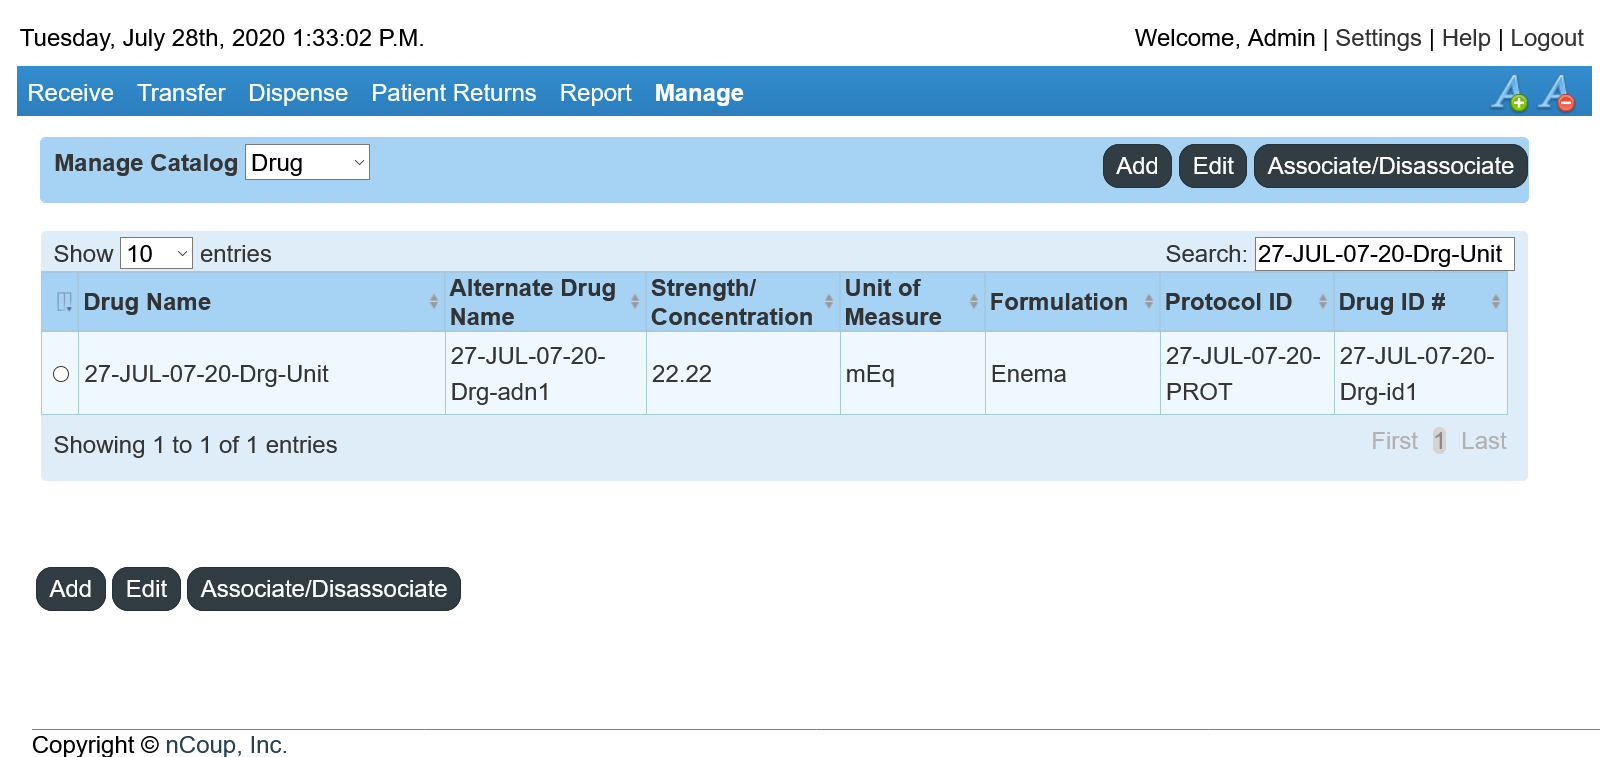 Tuesday, July 28th, 2020 1:33:02 P.M.
Welcome, Admin | Settings | Help | Logout
Receive Transfer Dispense Patient Returns Report Manage
Manage Catalog Drug
Add Edit Associate/Disassociate
Show 10 entries
Search: 27-JUL-07-20-Drg-Unit
Drug Name
Alternate Drug
Name
Strength/
Concentration
Unit of
Measure
Formulation
Protocol ID
Drug ID #
27-JUL-07-20-Drg-Unit
27-JUL-07-20-
Drg-adn1
22.22
mEq
Enema
27-JUL-07-20-
PROT
27-JUL-07-20-
Drg-id1
Showing 1 to 1 of 1 entries
First 1 Last
Add Edit Associate/Disassociate
Copyright © nCoup, Inc.